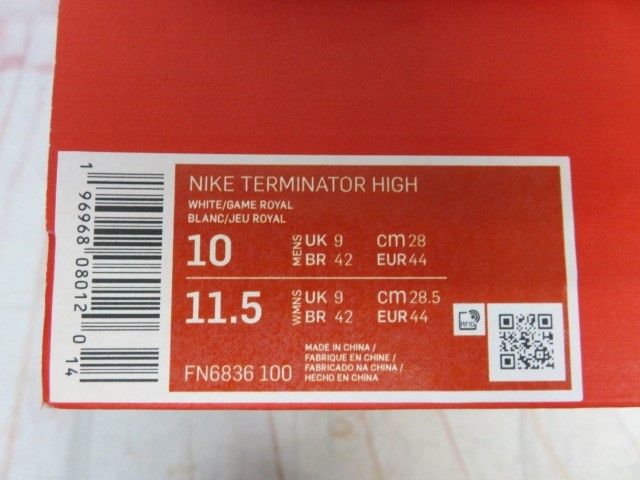 NIKE TERMINATOR HIGH
WHITE/GAME ROYAL
BLANC/JEU ROYAL
10 MENS UK 9 cm 28
BR 42 EUR 44
11.5 WMNS UK 9 cm 28.5
BR 42 EUR 44
FN6836 100
MADE IN CHINA /
FABRIQUE EN CHINE /
FABRICADO NA CHINA /
HECHO EN CHINA
RFID
1 96968 08012 0 14